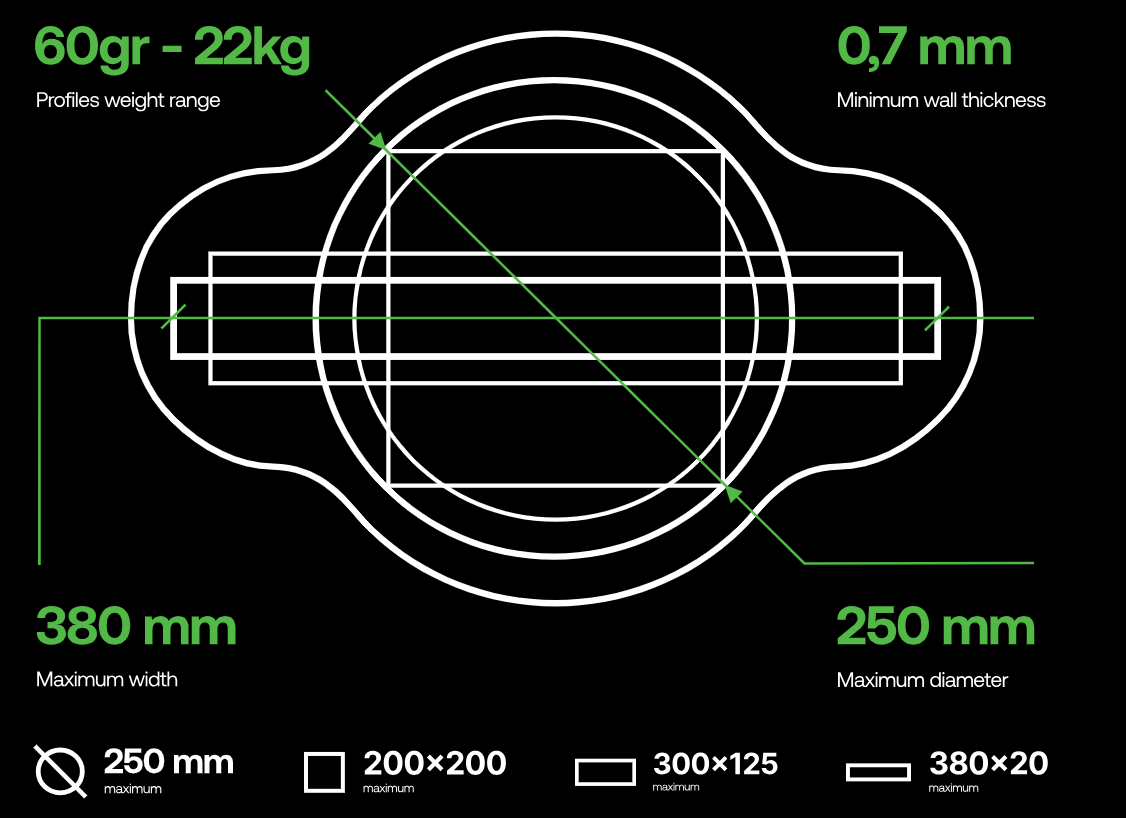 60gr - 22kg
Profiles weight range
0,7 mm
Minimum wall thickness
380 mm
Maximum width
250 mm
Maximum diameter
250 mm
maximum
200×200
maximum
300×125
maximum
380×20
maximum